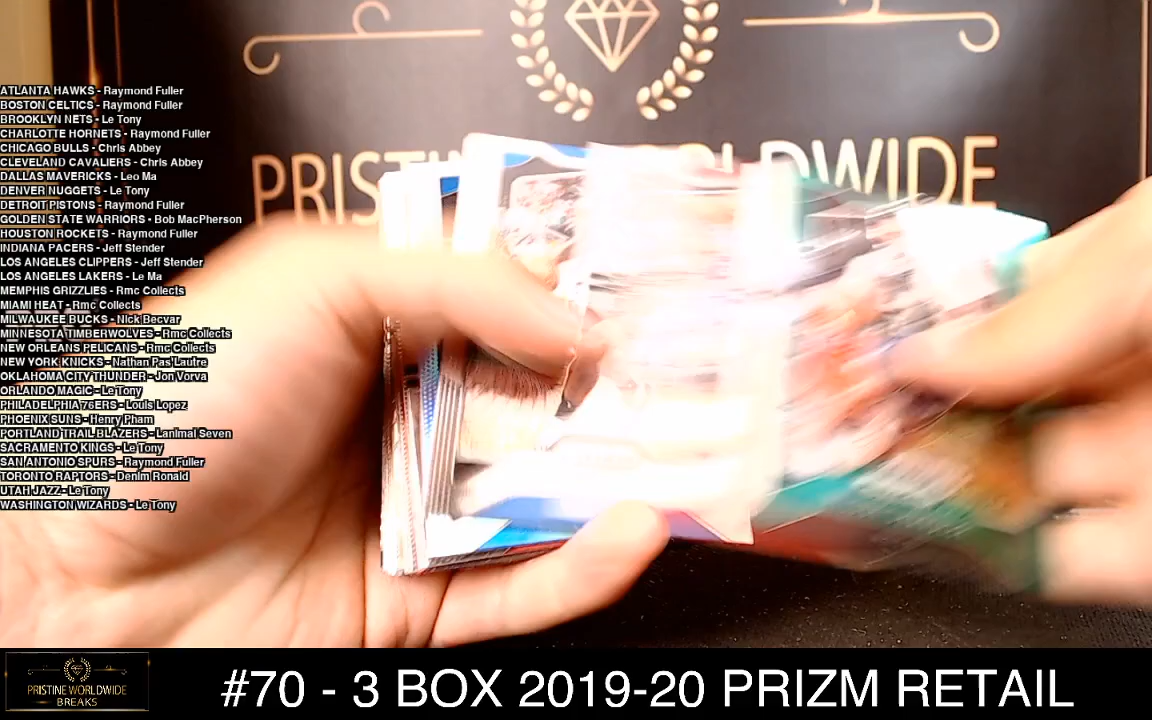 PRISTINE WORLDWIDE
ATLANTA HAWKS - Raymond Fuller
BOSTON CELTICS - Raymond Fuller
BROOKLYN NETS - Le Tony
CHARLOTTE HORNETS - Raymond Fuller
CHICAGO BULLS - Chris Abbey
CLEVELAND CAVALIERS - Chris Abbey
DALLAS MAVERICKS - Leo Ma
DENVER NUGGETS - Le Tony
DETROIT PISTONS - Raymond Fuller
GOLDEN STATE WARRIORS - Bob MacPherson
HOUSTON ROCKETS - Raymond Fuller
INDIANA PACERS - Jeff Stender
LOS ANGELES CLIPPERS - Jeff Stender
LOS ANGELES LAKERS - Le Ma
MEMPHIS GRIZZLIES - Rmc Collects
MIAMI HEAT - Rmc Collects
MILWAUKEE BUCKS - Nick Becvar
MINNESOTA TIMBERWOLVES - Rmc Collects
NEW ORLEANS PELICANS - Rmc Collects
NEW YORK KNICKS - Nathan Pas'Lautre
OKLAHOMA CITY THUNDER - Jon Vorva
ORLANDO MAGIC - Le Tony
PHILADELPHIA 76ERS - Louis Lopez
PHOENIX SUNS - Henry Pham
PORTLAND TRAIL BLAZERS - Lanimal Seven
SACRAMENTO KINGS - Le Tony
SAN ANTONIO SPURS - Raymond Fuller
TORONTO RAPTORS - Denim Ronald
UTAH JAZZ - Le Tony
WASHINGTON WIZARDS - Le Tony
PRISTINE WORLDWIDE
BREAKS
#70 - 3 BOX 2019-20 PRIZM RETAIL